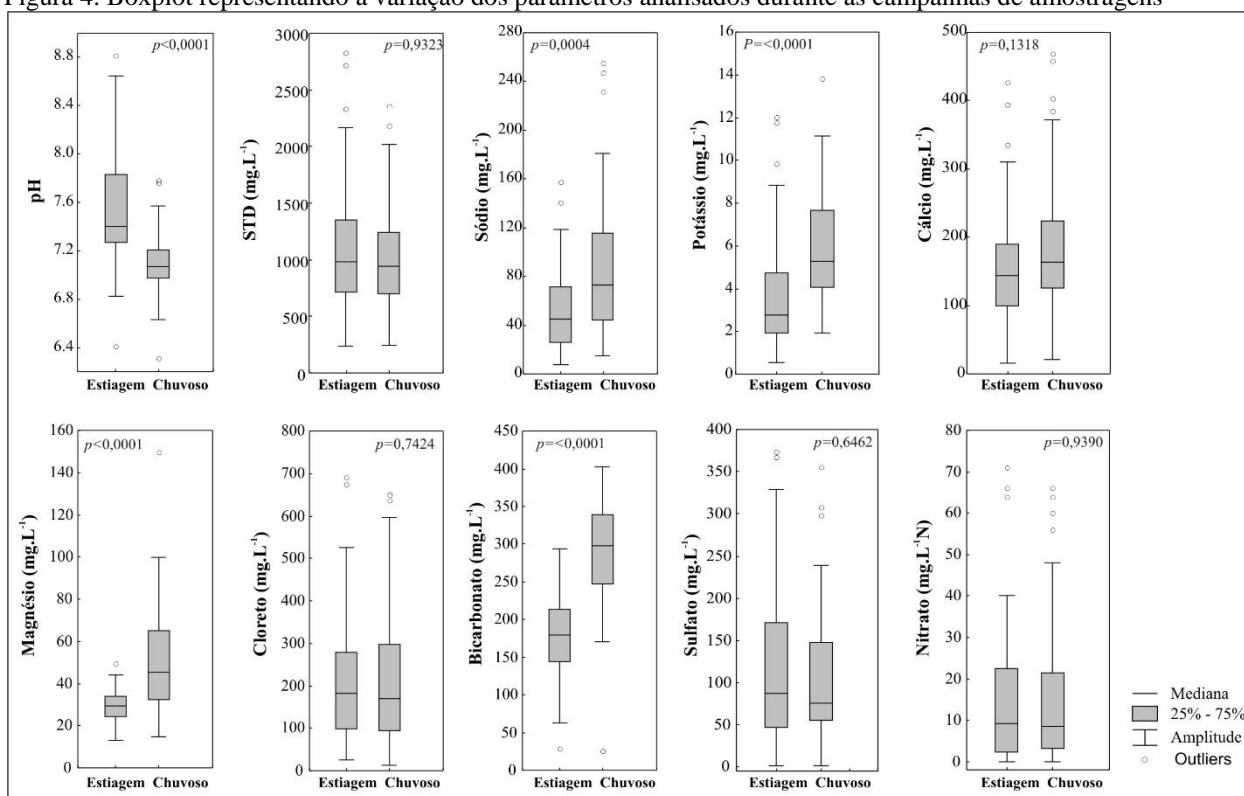 Figura 4. Boxplot representando a variação dos parâmetros analisados durante as campanhas de amostragens
p<0,0001
pH
8.8
8.4
8.0
7.6
7.2
6.8
6.4
Estiagem Chuvoso
p=0,9323
STD (mg.L⁻¹)
3000
2500
2000
1500
1000
500
0
Estiagem Chuvoso
p=0,0004
Sódio (mg.L⁻¹)
280
240
200
160
120
80
40
0
Estiagem Chuvoso
P=<0,0001
Potássio (mg.L⁻¹)
16
14
12
10
8
6
4
2
0
Estiagem Chuvoso
p=0,1318
Cálcio (mg.L⁻¹)
500
400
300
200
100
0
Estiagem Chuvoso
p<0,0001
Magnésio (mg.L⁻¹)
160
140
120
100
80
60
40
20
0
Estiagem Chuvoso
p=0,7424
Cloreto (mg.L⁻¹)
800
700
600
500
400
300
200
100
0
Estiagem Chuvoso
p=<0,0001
Bicarbonato (mg.L⁻¹)
450
400
350
300
250
200
150
100
50
0
Estiagem Chuvoso
p=0,6462
Sulfato (mg.L⁻¹)
400
350
300
250
200
150
100
50
0
Estiagem Chuvoso
p=0,9390
Nitrato (mg.L⁻¹N)
80
70
60
50
40
30
20
10
0
Estiagem Chuvoso
Mediana
25% - 75%
Amplitude
Outliers